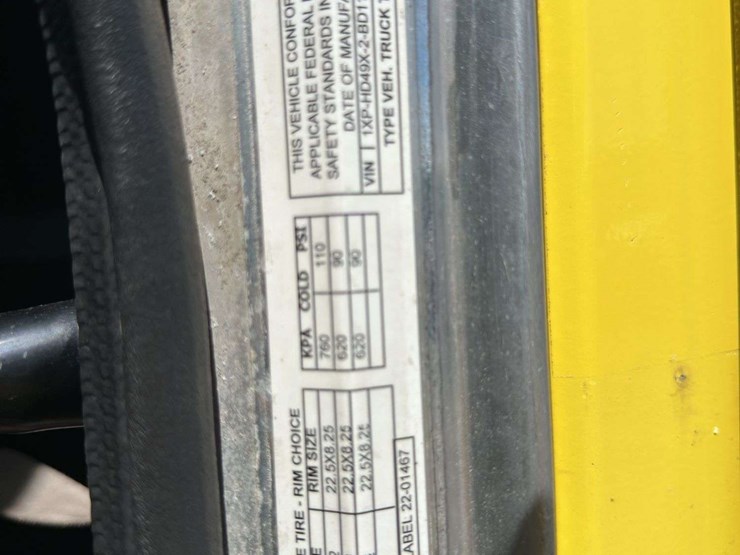 E TIRE - RIM CHOICE
RIM SIZE
22.5X8.25
22.5X8.25
22.5X8.25
ABEL 22-01467
KPA COLD PSI
760 110
620 90
620 90
THIS VEHICLE CONFOR
APPLICABLE FEDERAL
SAFETY STANDARDS IN
DATE OF MANUFA
VIN 1XP-HD49X-2-BD1
TYPE VEH. TRUCK